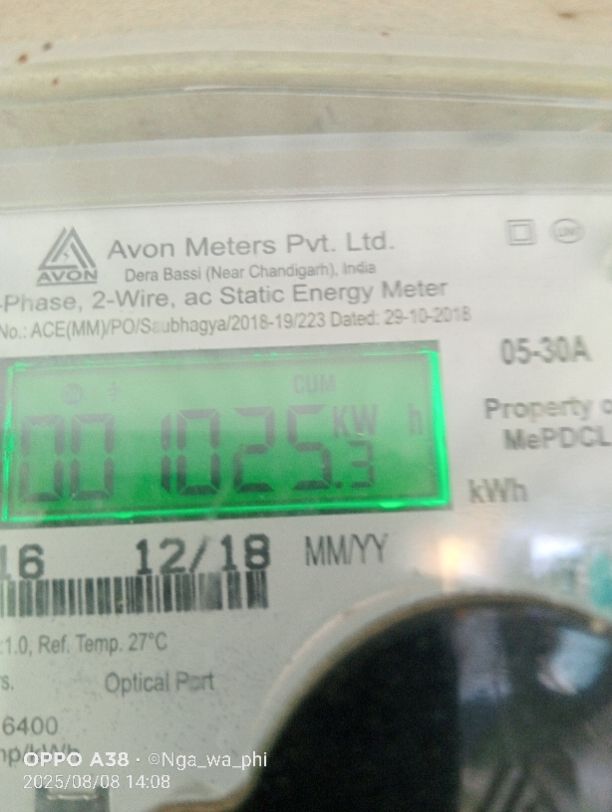 Avon Meters Pvt. Ltd.
AVON
Dera Bassi (Near Chandigarh), India
-Phase, 2-Wire, ac Static Energy Meter
No.: ACE(MM)/PO/Saubhagya/2018-19/223 Dated: 29-10-2018
05-30A
CUM
001025.3 KW h
Property
MePDCL
kWh
16 12/18 MM/YY
:1.0, Ref. Temp. 27°C
s. Optical Port
6400
mp/kWh
OPPO A38 · ©Nga_wa_phi
2025/08/08 14:08